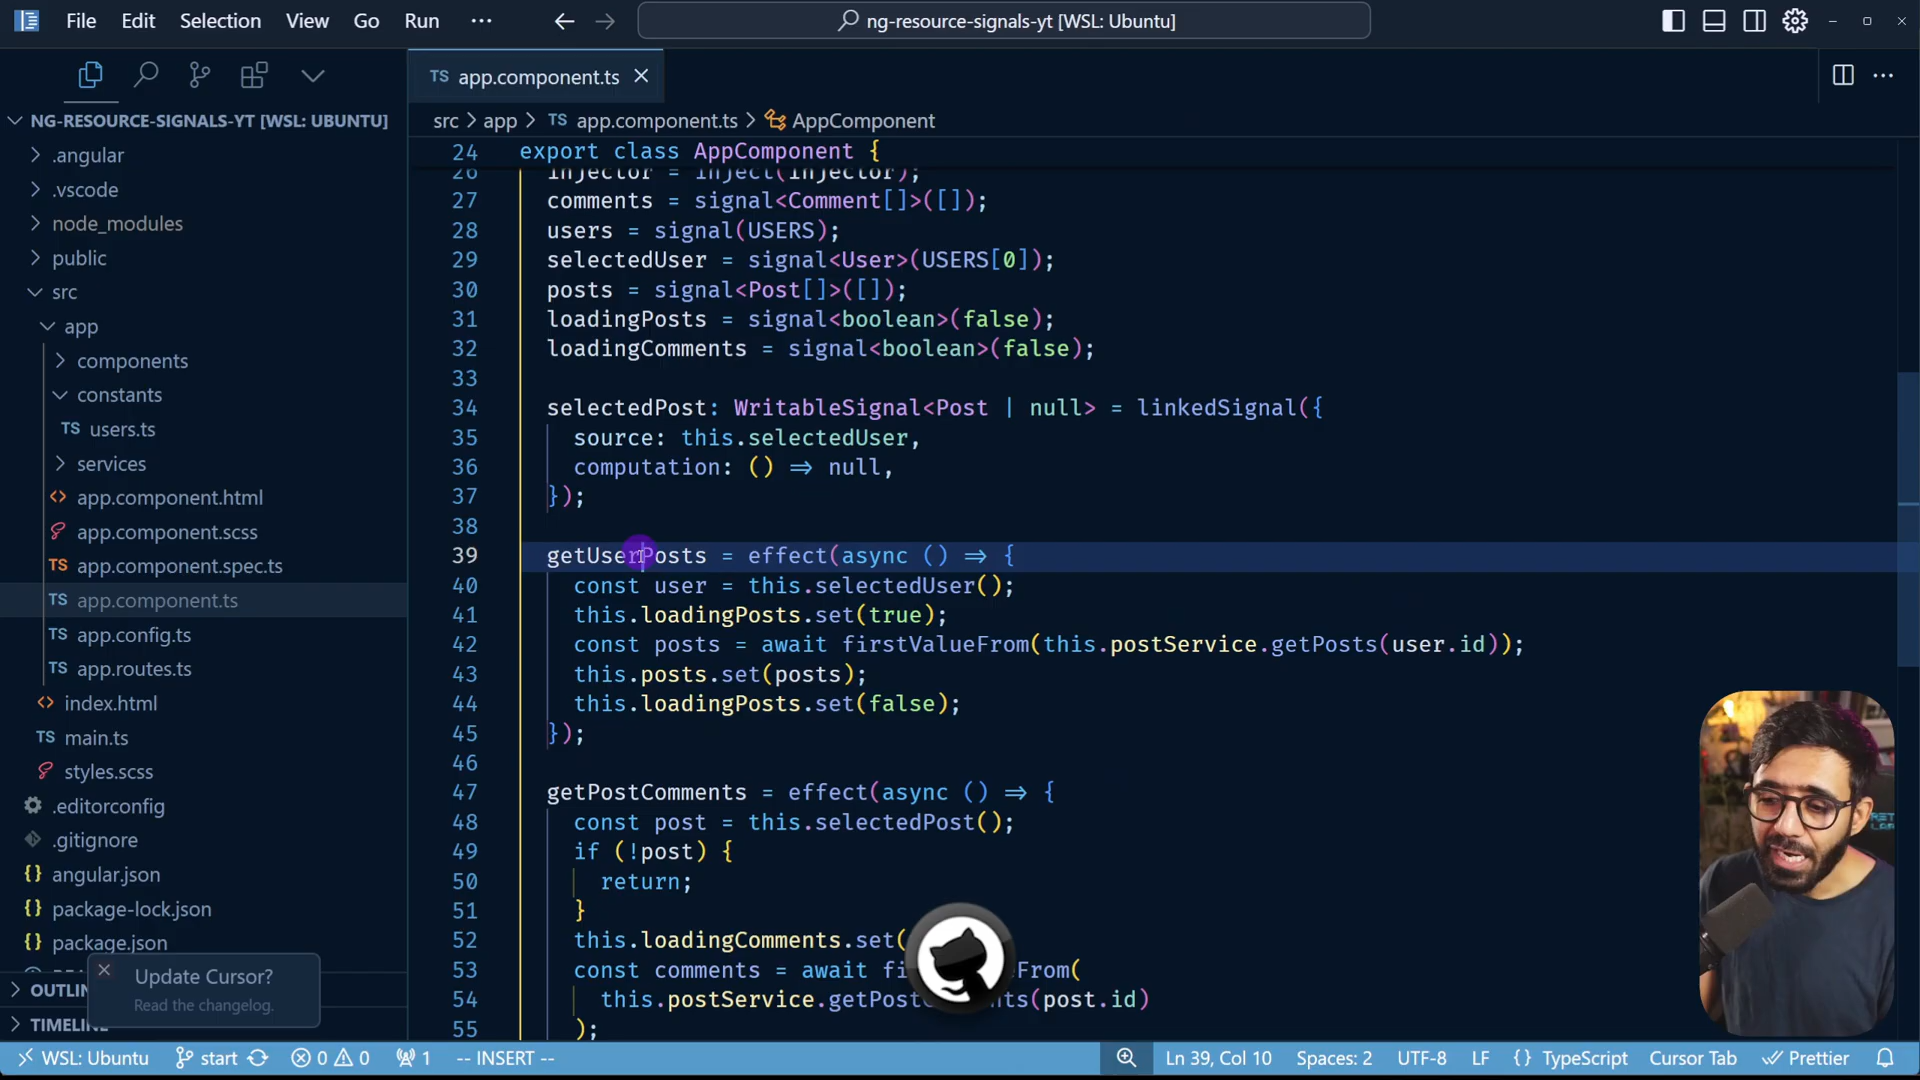 File Edit Selection View Go Run ··· ng-resource-signals-yt [WSL: Ubuntu]
NG-RESOURCE-SIGNALS-YT [WSL: UBUNTU]
.angular
.vscode
node_modules
public
src
app
components
constants
TS users.ts
services
<> app.component.html
app.component.scss
TS app.component.spec.ts
TS app.component.ts
TS app.config.ts
TS app.routes.ts
<> index.html
TS main.ts
styles.scss
.editorconfig
.gitignore
{} angular.json
{} package-lock.json
{} package.json
OUTLIN
TIMELINE
Update Cursor?
Read the changelog.
TS app.component.ts
src > app > TS app.component.ts > AppComponent
24 export class AppComponent {
26 injector = inject(Injector);
27 comments = signal<Comment[]>([]);
28 users = signal(USERS);
29 selectedUser = signal<User>(USERS[0]);
30 posts = signal<Post[]>([]);
31 loadingPosts = signal<boolean>(false);
32 loadingComments = signal<boolean>(false);
33
34 selectedPost: WritableSignal<Post | null> = linkedSignal({
35 source: this.selectedUser,
36 computation: () => null,
37 });
38
39 getUserPosts = effect(async () => {
40 const user = this.selectedUser();
41 this.loadingPosts.set(true);
42 const posts = await firstValueFrom(this.postService.getPosts(user.id));
43 this.posts.set(posts);
44 this.loadingPosts.set(false);
45 });
46
47 getPostComments = effect(async () => {
48 const post = this.selectedPost();
49 if (!post) {
50 return;
51 }
52 this.loadingComments.set(
53 const comments = await fi eFrom(
54 this.postService.getPostC nts(post.id)
55 );
WSL: Ubuntu start 0 0 1 -- INSERT -- Ln 39, Col 10 Spaces: 2 UTF-8 LF {} TypeScript Cursor Tab Prettier